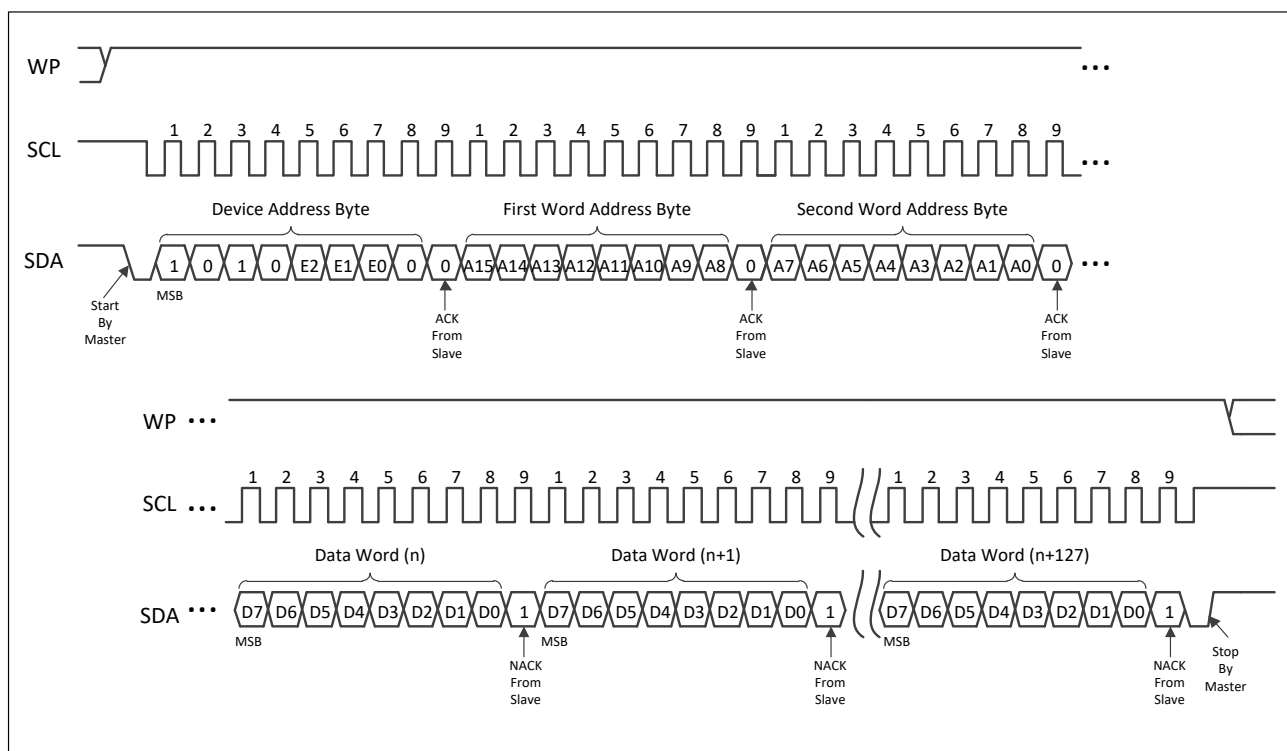 WP
...
1 2 3 4 5 6 7 8 9 1 2 3 4 5 6 7 8 9 1 2 3 4 5 6 7 8 9
SCL
...
Device Address Byte First Word Address Byte Second Word Address Byte
SDA
1 0 1 0 E2 E1 E0 0 0 A15 A14 A13 A12 A11 A10 A9 A8 0 A7 A6 A5 A4 A3 A2 A1 A0 0
...
MSB
Start
By
Master
ACK
From
Slave
ACK
From
Slave
ACK
From
Slave
WP ...
1 2 3 4 5 6 7 8 9 1 2 3 4 5 6 7 8 9 1 2 3 4 5 6 7 8 9
SCL ...
Data Word (n) Data Word (n+1) Data Word (n+127)
SDA ...
D7 D6 D5 D4 D3 D2 D1 D0 1 D7 D6 D5 D4 D3 D2 D1 D0 1 D7 D6 D5 D4 D3 D2 D1 D0 1
MSB MSB MSB
NACK
From
Slave
NACK
From
Slave
NACK
From
Slave
Stop
By
Master